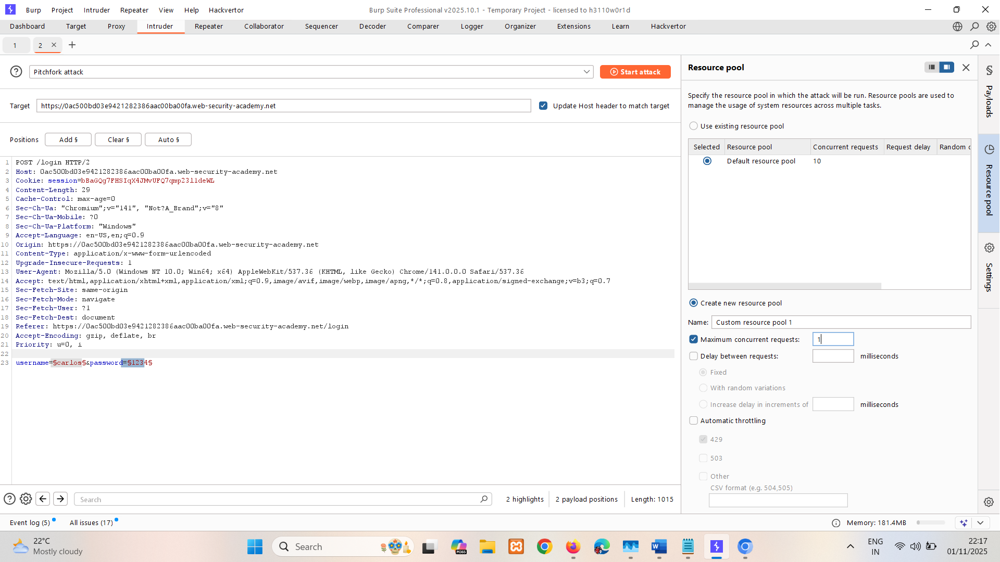 Burp Project Intruder Repeater View Help Hackvertor Burp Suite Professional v2025.10.1 - Temporary Project - licensed to h3110w0r1d
Dashboard Target Proxy Intruder Repeater Collaborator Sequencer Decoder Comparer Logger Organizer Extensions Learn Hackvertor
1 2
Pitchfork attack
Start attack
Target https://0ac500bd03e9421282386aac00ba00fa.web-security-academy.net Update Host header to match target
Positions Add § Clear § Auto §
1 POST /login HTTP/2
2 Host: 0ac500bd03e9421282386aac00ba00fa.web-security-academy.net
3 Cookie: session=bBaGQg7FHSIqX4JMvUFQ7qmp23l1deWL
4 Content-Length: 29
5 Cache-Control: max-age=0
6 Sec-Ch-Ua: "Chromium";v="141", "Not?A_Brand";v="8"
7 Sec-Ch-Ua-Mobile: ?0
8 Sec-Ch-Ua-Platform: "Windows"
9 Accept-Language: en-US,en;q=0.9
10 Origin: https://0ac500bd03e9421282386aac00ba00fa.web-security-academy.net
11 Content-Type: application/x-www-form-urlencoded
12 Upgrade-Insecure-Requests: 1
13 User-Agent: Mozilla/5.0 (Windows NT 10.0; Win64; x64) AppleWebKit/537.36 (KHTML, like Gecko) Chrome/141.0.0.0 Safari/537.36
14 Accept: text/html,application/xhtml+xml,application/xml;q=0.9,image/avif,image/webp,image/apng,*/*;q=0.8,application/signed-exchange;v=b3;q=0.7
15 Sec-Fetch-Site: same-origin
16 Sec-Fetch-Mode: navigate
17 Sec-Fetch-User: ?1
18 Sec-Fetch-Dest: document
19 Referer: https://0ac500bd03e9421282386aac00ba00fa.web-security-academy.net/login
20 Accept-Encoding: gzip, deflate, br
21 Priority: u=0, i
22
23 username=§carlos§&password=§1234§
Search
2 highlights
2 payload positions
Length: 1015
Resource pool
Specify the resource pool in which the attack will be run. Resource pools are used to
manage the usage of system resources across multiple tasks.
Use existing resource pool
Selected Resource pool Concurrent requests Request delay Random
Default resource pool 10
Create new resource pool
Name: Custom resource pool 1
Maximum concurrent requests: 1
Delay between requests: milliseconds
Fixed
With random variations
Increase delay in increments of milliseconds
Automatic throttling
429
503
Other
CSV format (e.g. 504,505)
Payloads
Resource pool
Settings
Event log (5) All issues (17) Memory: 181.4MB
22°C
Mostly cloudy
Search
M365
ENG
IN
22:17
01/11/2025